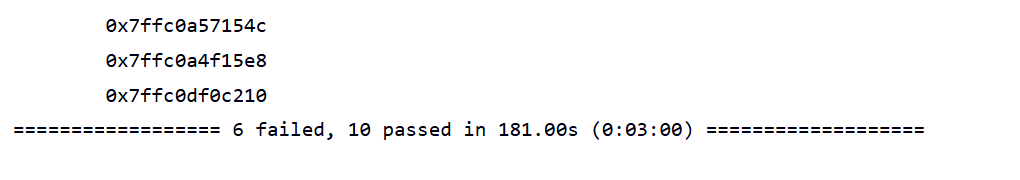 0x7ffc0a57154c
0x7ffc0a4f15e8
0x7ffc0df0c210
================== 6 failed, 10 passed in 181.00s (0:03:00) ===================